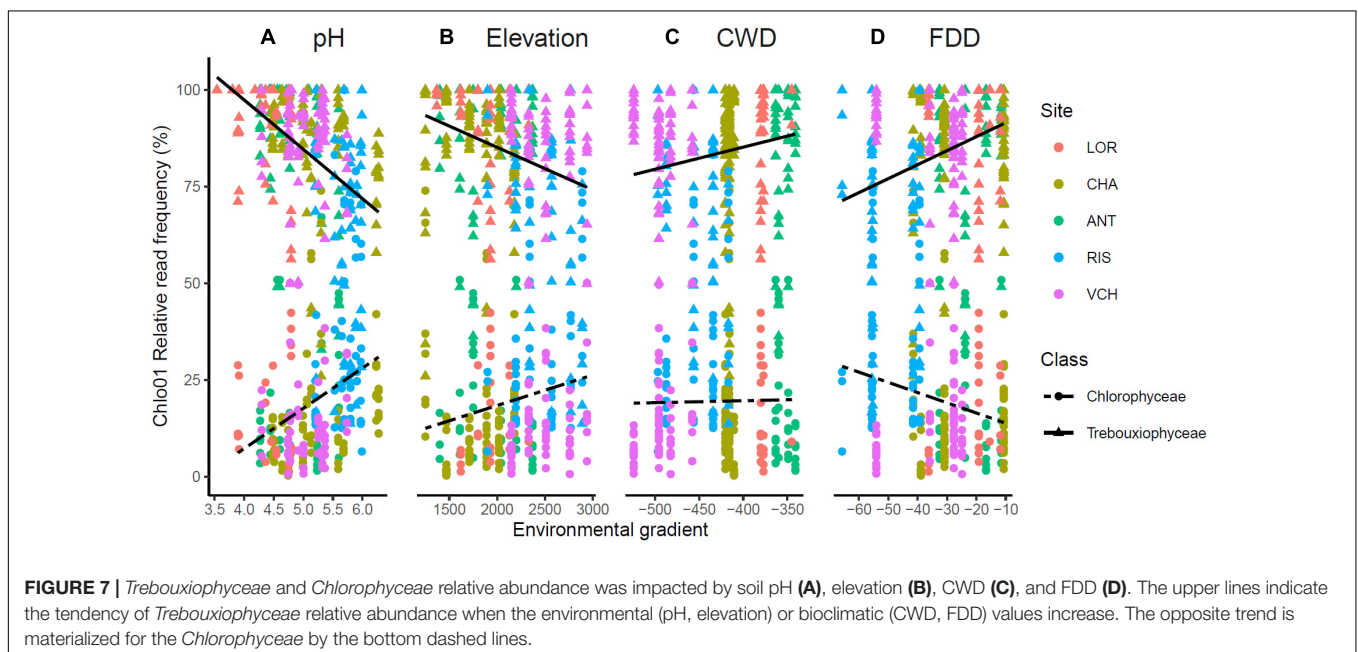 A pH
B Elevation
C CWD
D FDD
Chlo01 Relative read frequency (%)
100
75
50
25
0
3.5 4.0 4.5 5.0 5.5 6.0
1500 2000 2500 3000
−500 −450 −400 −350
−60 −50 −40 −30 −20 −10
Environmental gradient
Site
LOR
CHA
ANT
RIS
VCH
Class
Chlorophyceae
Trebouxiophyceae
FIGURE 7 | Trebouxiophyceae and Chlorophyceae relative abundance was impacted by soil pH (A), elevation (B), CWD (C), and FDD (D). The upper lines indicate
the tendency of Trebouxiophyceae relative abundance when the environmental (pH, elevation) or bioclimatic (CWD, FDD) values increase. The opposite trend is
materialized for the Chlorophyceae by the bottom dashed lines.